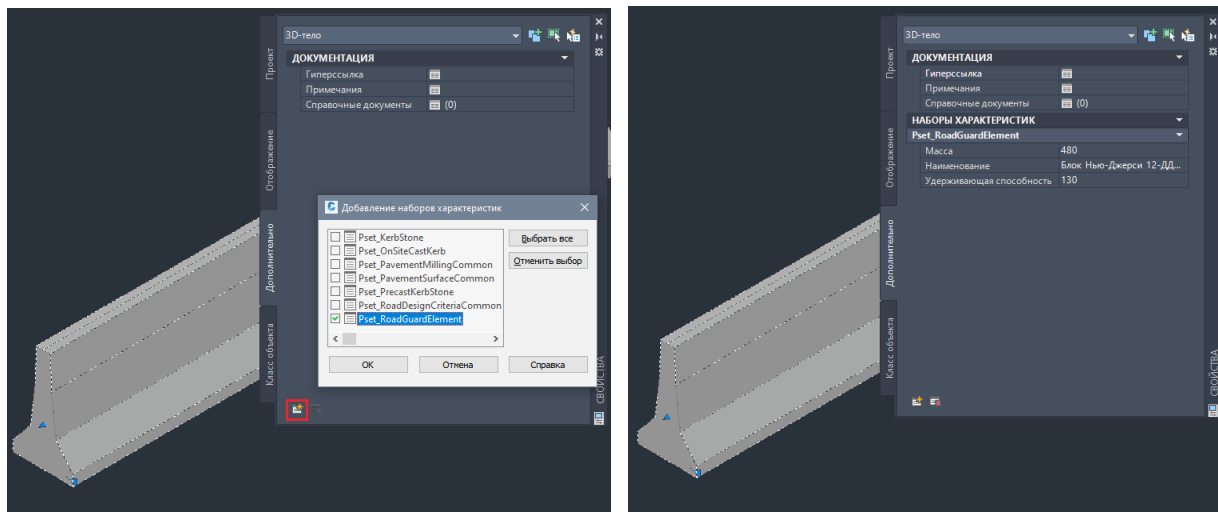 3D-тело
ДОКУМЕНТАЦИЯ
Гиперссылка
Примечания
Справочные документы (0)
Проект
Отображение
Дополнительно
Класс объекта
Добавление наборов характеристик
Pset_KerbStone
Pset_OnSiteCastKerb
Pset_PavementMillingCommon
Pset_PavementSurfaceCommon
Pset_PrecastKerbStone
Pset_RoadDesignCriteriaCommon
Pset_RoadGuardElement
Выбрать все
Отменить выбор
ОК
Отмена
Справка
СВОЙСТВА
3D-тело
ДОКУМЕНТАЦИЯ
Гиперссылка
Примечания
Справочные документы (0)
НАБОРЫ ХАРАКТЕРИСТИК
Pset_RoadGuardElement
Масса 480
Наименование Блок Нью-Джерси 12-ДД...
Удерживающая способность 130
Проект
Отображение
Дополнительно
Класс объекта
СВОЙСТВА